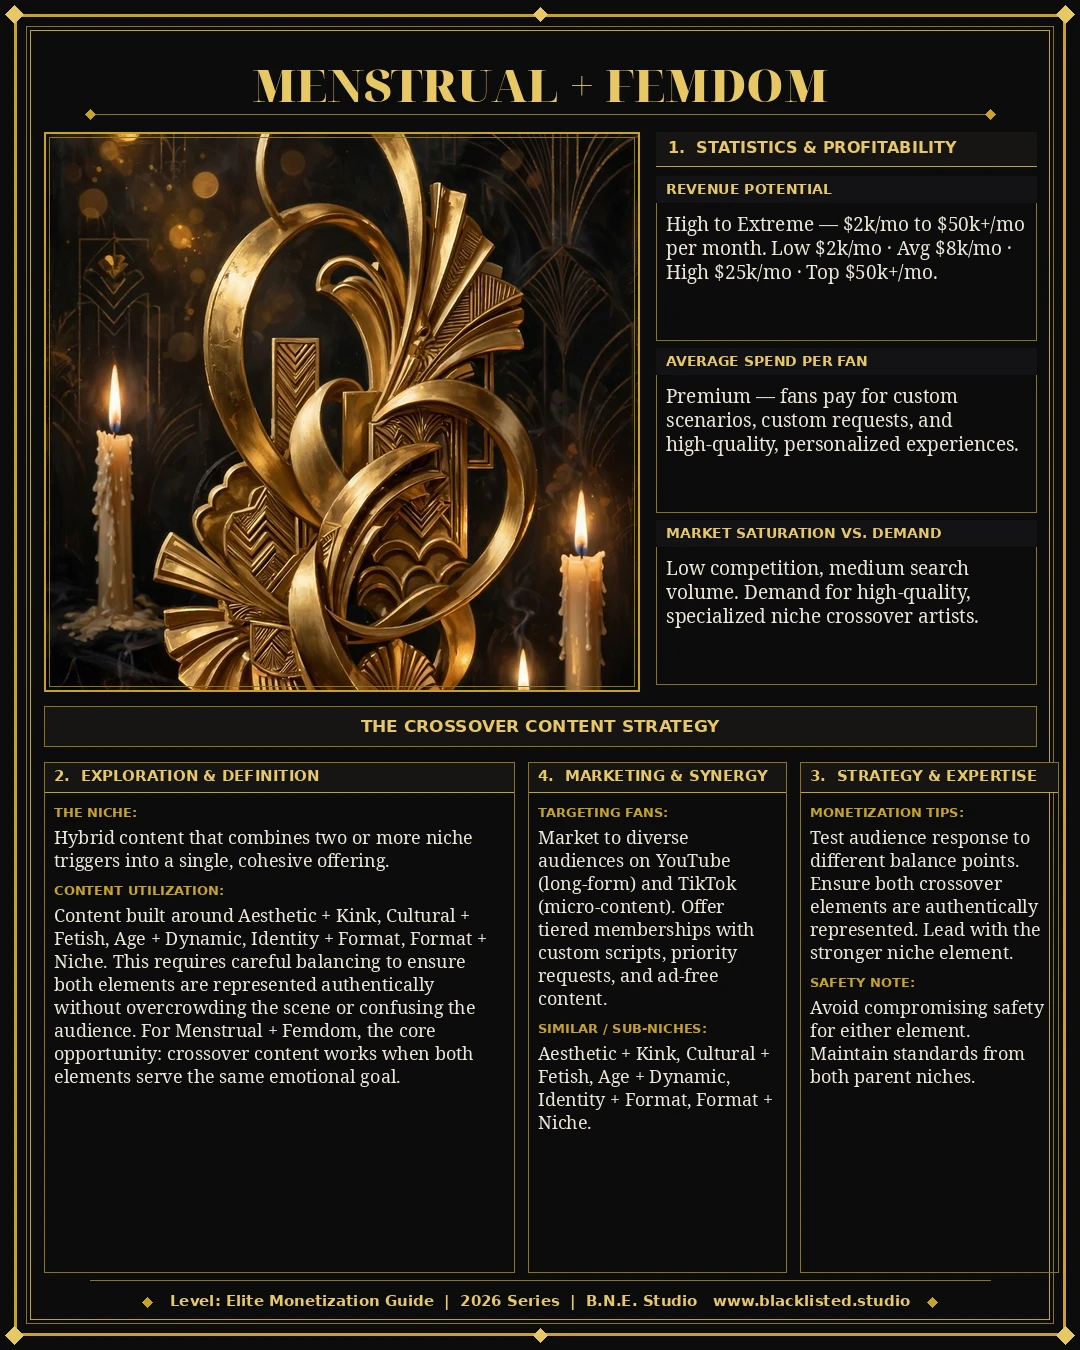 MENSTRUAL + FEMDOM
1. STATISTICS & PROFITABILITY
REVENUE POTENTIAL
High to Extreme — $2k/mo to $50k+/mo
per month. Low $2k/mo · Avg $8k/mo ·
High $25k/mo · Top $50k+/mo.
AVERAGE SPEND PER FAN
Premium — fans pay for custom
scenarios, custom requests, and
high-quality, personalized experiences.
MARKET SATURATION VS. DEMAND
Low competition, medium search
volume. Demand for high-quality,
specialized niche crossover artists.
THE CROSSOVER CONTENT STRATEGY
2. EXPLORATION & DEFINITION
THE NICHE:
Hybrid content that combines two or more niche
triggers into a single, cohesive offering.
CONTENT UTILIZATION:
Content built around Aesthetic + Kink, Cultural +
Fetish, Age + Dynamic, Identity + Format, Format +
Niche. This requires careful balancing to ensure
both elements are represented authentically
without overcrowding the scene or confusing the
audience. For Menstrual + Femdom, the core
opportunity: crossover content works when both
elements serve the same emotional goal.
4. MARKETING & SYNERGY
TARGETING FANS:
Market to diverse
audiences on YouTube
(long-form) and TikTok
(micro-content). Offer
tiered memberships with
custom scripts, priority
requests, and ad-free
content.
SIMILAR / SUB-NICHES:
Aesthetic + Kink, Cultural +
Fetish, Age + Dynamic,
Identity + Format, Format +
Niche.
3. STRATEGY & EXPERTISE
MONETIZATION TIPS:
Test audience response to
different balance points.
Ensure both crossover
elements are authentically
represented. Lead with the
stronger niche element.
SAFETY NOTE:
Avoid compromising safety
for either element.
Maintain standards from
both parent niches.
Level: Elite Monetization Guide | 2026 Series | B.N.E. Studio www.blacklisted.studio